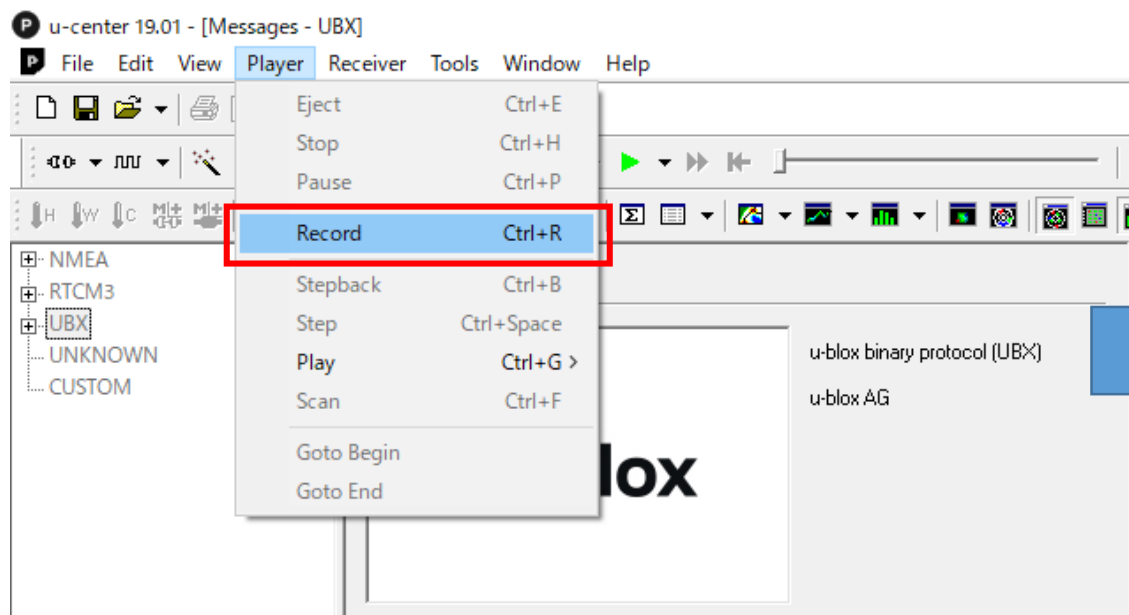 u-center 19.01 - [Messages - UBX]
File Edit View Player Receiver Tools Window Help
Eject Ctrl+E
Stop Ctrl+H
Pause Ctrl+P
Record Ctrl+R
Stepback Ctrl+B
Step Ctrl+Space
Play Ctrl+G >
Scan Ctrl+F
Goto Begin
Goto End
H W C
NMEA
RTCM3
UBX
UNKNOWN
CUSTOM
u-blox binary protocol (UBX)
u-blox AG
lox